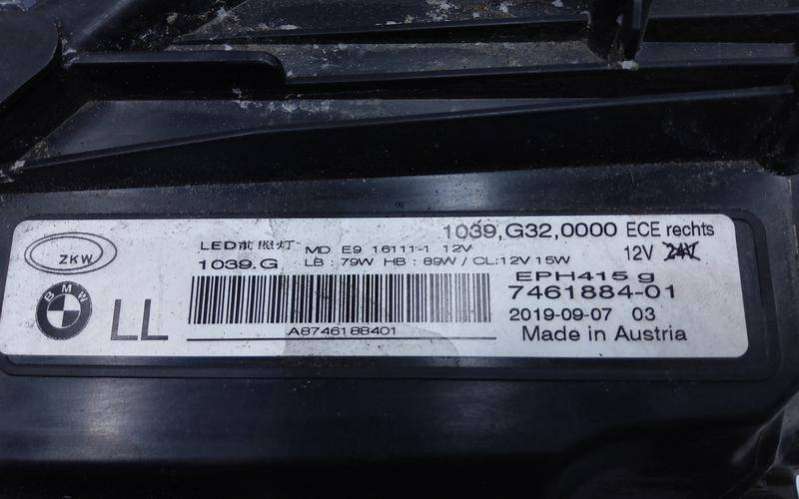 1039,G32,0000 ECE rechts
ZKW
LED前照灯 MD E9 16111-1 12V
12V 24V
1039.G LB : 79W HB : 89W / CL:12V 15W
EPH415 g
BMW
LL
7461884-01
2019-09-07 03
A8746188401
Made in Austria